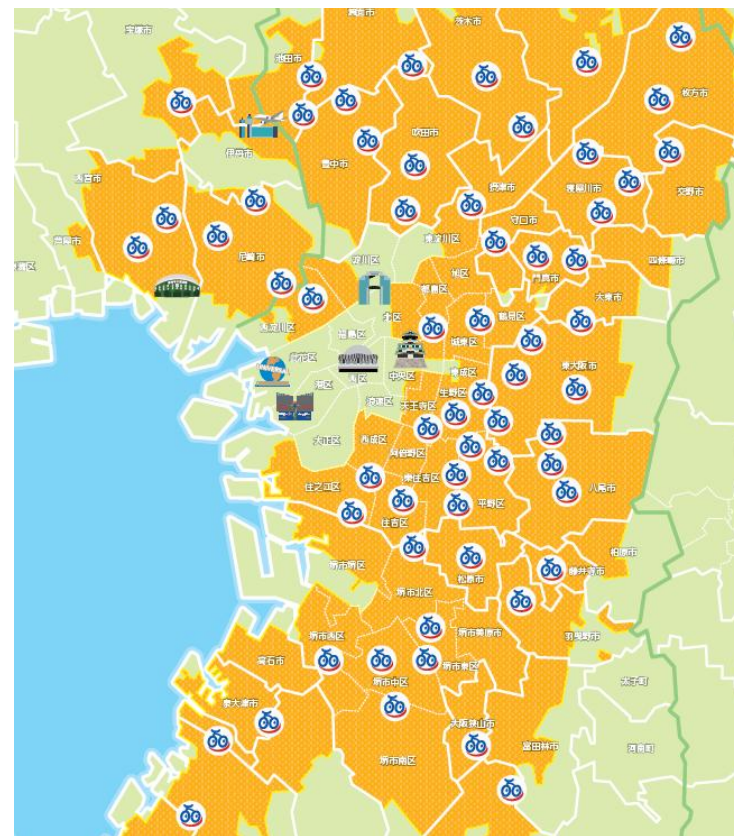 宝塚市
箕面市
茨木市
池田市
枚方市
吹田市
伊丹市
豊中市
西宮市
摂津市
寝屋川市
交野市
守口市
芦屋市
尼崎市
東淀川区
淀川区
四條畷市
門真市
旭区
都島区
大東市
北区
鶴見区
西淀川区
福島区
城東区
此花区
UNIVERSAL
東大阪市
東成区
中央区
西区
港区
生野区
浪速区
天王寺区
大正区
西成区
阿倍野区
東住吉区
住之江区
八尾市
平野区
住吉区
柏原市
堺市堺区
松原市
藤井寺市
堺市北区
堺市美原区
堺市西区
羽曳野市
高石市
堺市東区
堺市中区
太子町
泉大津市
大阪狭山市
富田林市
河南町
堺市南区